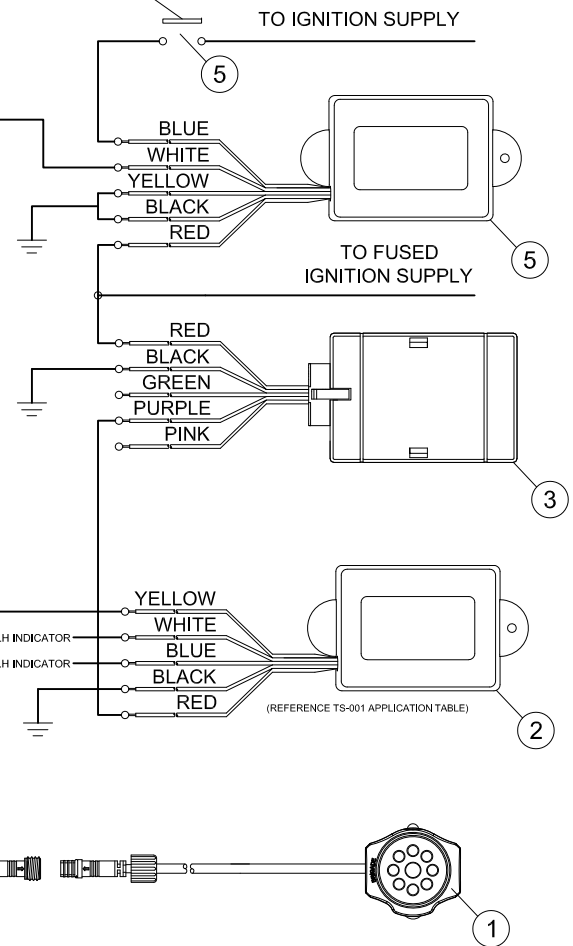 TO IGNITION SUPPLY
5
BLUE
WHITE
YELLOW
BLACK
RED
5
TO FUSED
IGNITION SUPPLY
RED
BLACK
GREEN
PURPLE
PINK
3
YELLOW
WHITE
H INDICATOR
BLUE
H INDICATOR
BLACK
RED
(REFERENCE TS-001 APPLICATION TABLE)
2
1